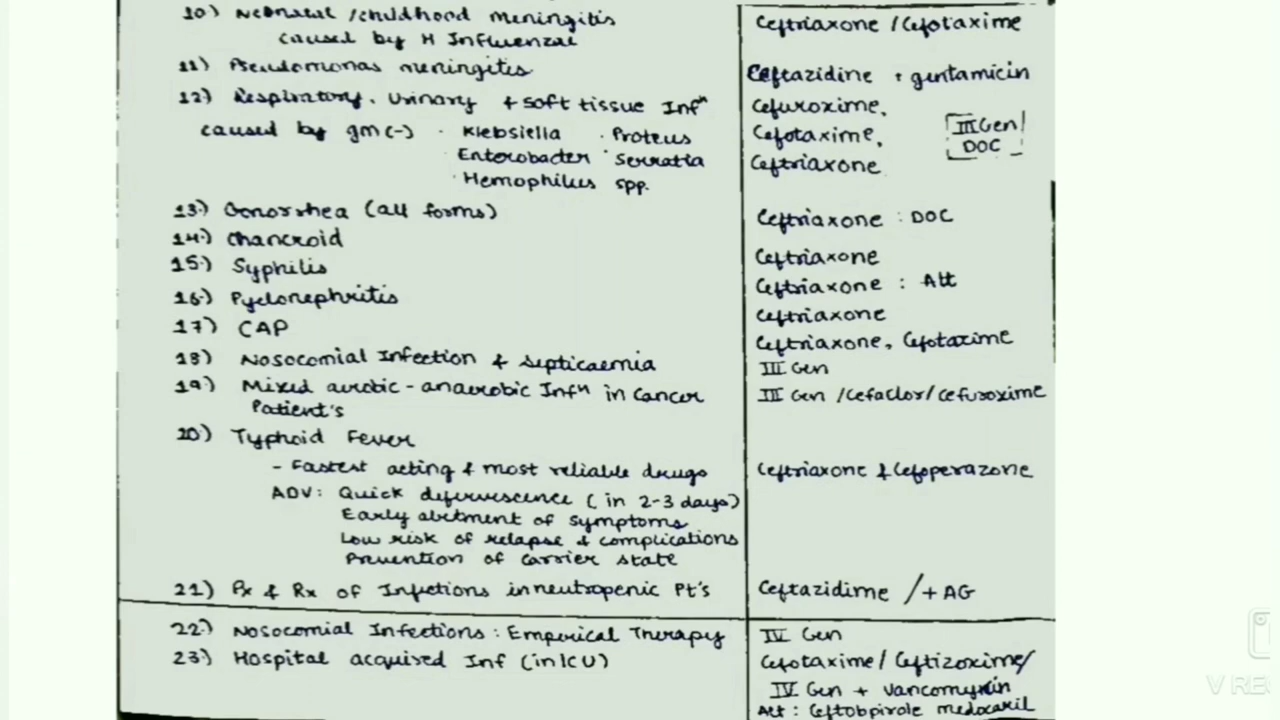 10) Neonatal /childhood meningitis Ceftriaxone /Cefotaxime
caused by H Influenzae
11) Pseudomonas meningitis Ceftazidine + gentamicin
12) Respiratory, Urinary & soft tissue Infⁿ Cefuroxime,
caused by gm(-) · Klebsiella · Proteus Cefotaxime, III Gen/
· Enterobacter · Serratia DOC
· Hemophilus spp. Ceftriaxone
13) Gonorrhea (all forms) Ceftriaxone : DOC
14) Chancroid Ceftriaxone
15) Syphilis Ceftriaxone : Alt
16) Pyelonephritis Ceftriaxone
17) CAP Ceftriaxone, Cefotaxime
18) Nosocomial Infection & Septicaemia III Gen
19) Mixed aerobic - anaerobic Infⁿ in Cancer III Gen /Cefaclor/Cefuroxime
Patient's
20) Typhoid Fever
- Fastest acting & most reliable drugs Ceftriaxone & Cefoperazone
ADV: Quick defervescence (in 2-3 days)
Early abetment of symptoms
Low risk of relapse & complications
Prevention of carrier state
21) Px & Rx of Infections in neutropenic Pt's Ceftazidime /+ AG
22) Nosocomial Infections : Emperical Therapy IV Gen
23) Hospital acquired Inf (in ICU) Cefotaxime/ Ceftizoxime/
IV Gen + Vancomycin
Alt : Ceftobpirole medocaril
V REC